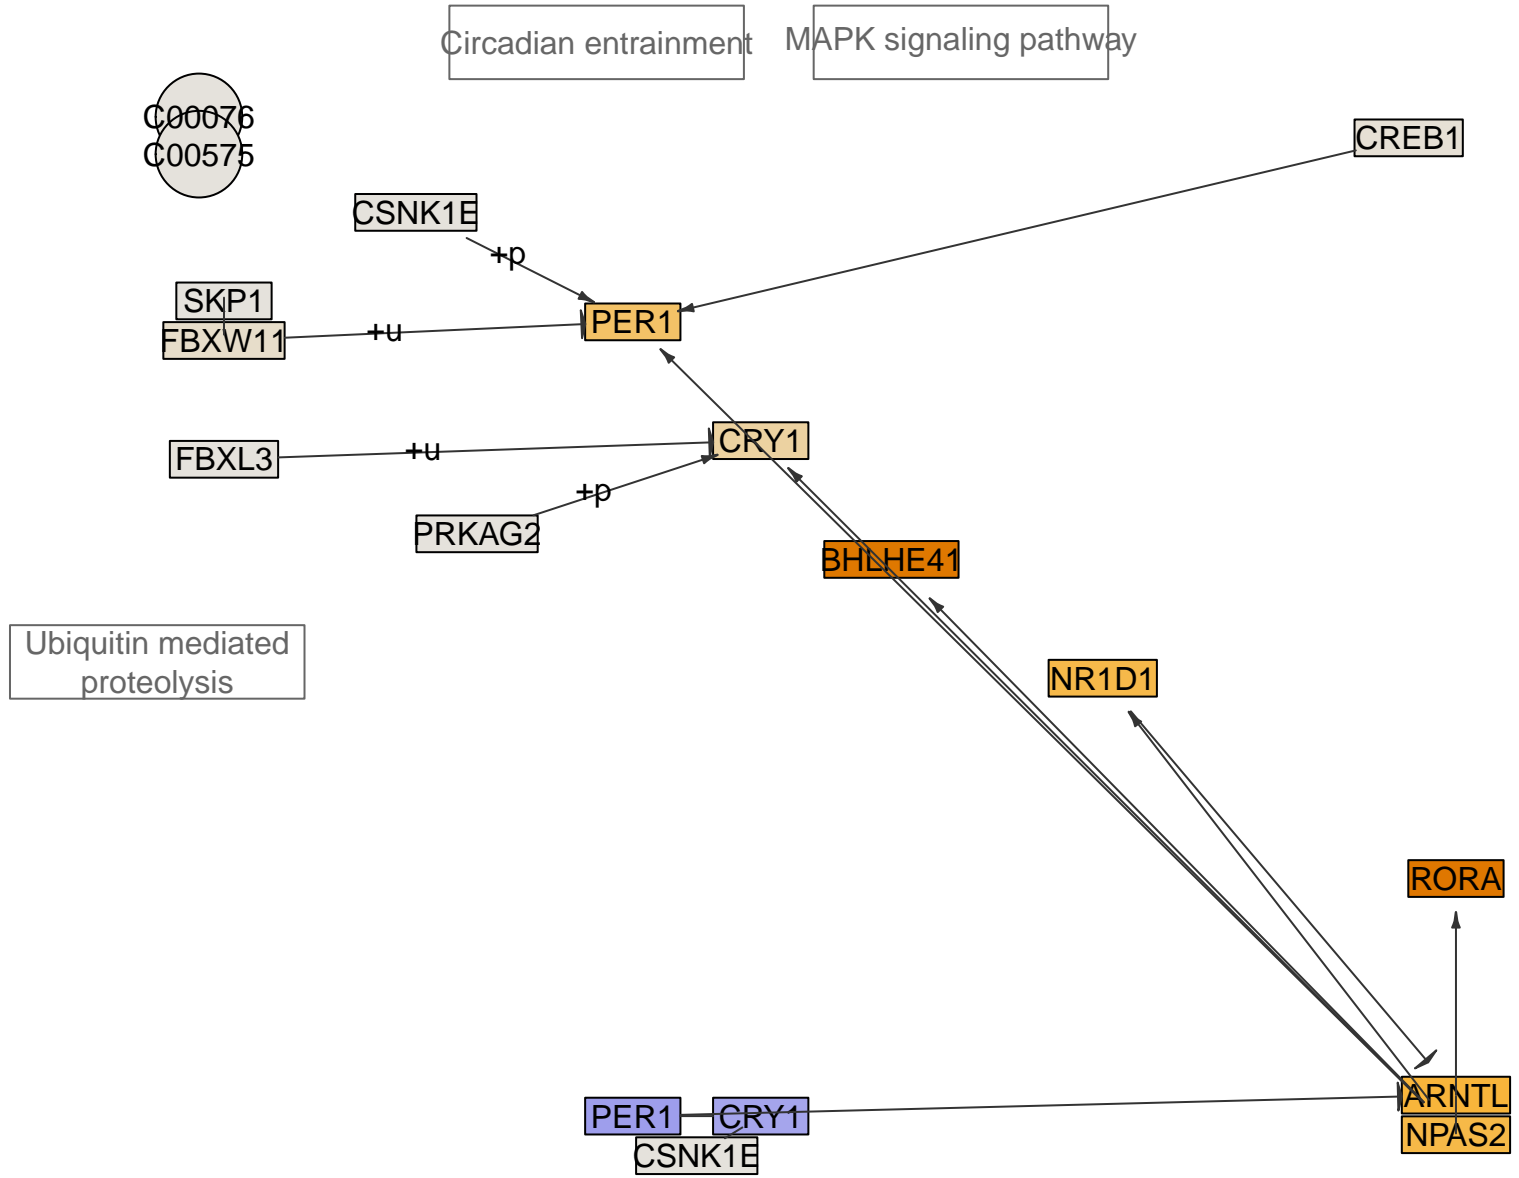 Circadian entrainment
MAPK signaling pathway
C00076
C00575
CREB1
CSNK1E
+p
SKP1
FBXW11
+u
PER1
FBXL3
+u
CRY1
+p
PRKAG2
BHLHE41
Ubiquitin mediated
proteolysis
NR1D1
RORA
PER1
CRY1
CSNK1E
ARNTL
NPAS2